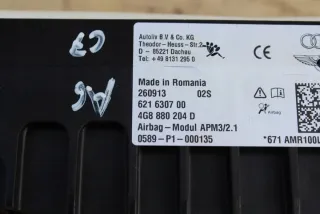 Autoliv B.V & Co. KG
Theodor-Heuss-Str.2
D - 85221 Dachau
Tel.: +49 8131 295 0
Made in Romania
260913 02S
621 6307 00
4G8 880 204 D
Airbag-Modul APM3/2.1
0589-P1-000135
*671 AMR100U